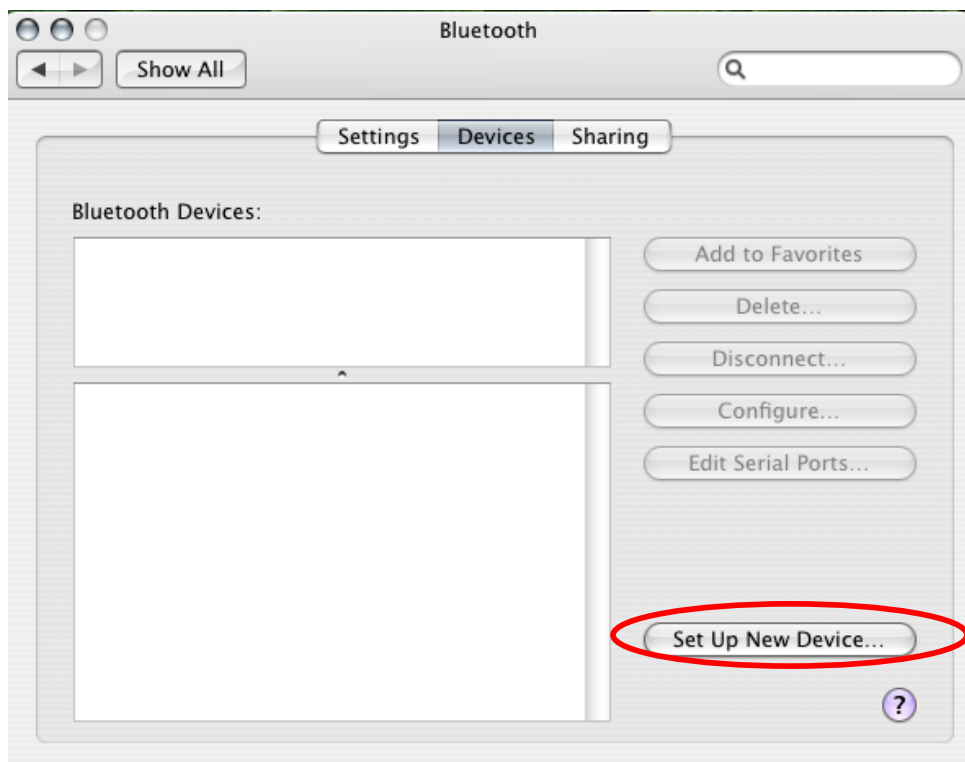 Bluetooth
Show All
Settings Devices Sharing
Bluetooth Devices:
Add to Favorites
Delete...
Disconnect...
Configure...
Edit Serial Ports...
Set Up New Device...
?